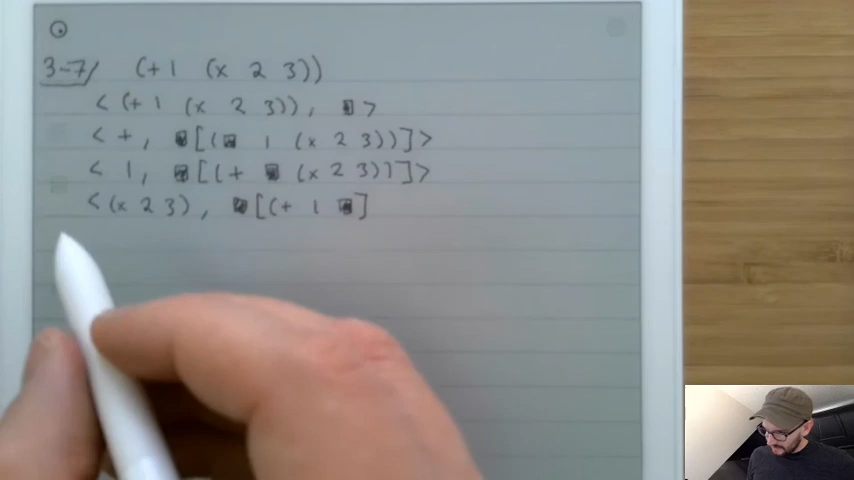 3-7/ (+ 1 (x 2 3))
< (+ 1 (x 2 3)), ■ >
< +, ■[(■ 1 (x 2 3))]>
< 1, ■[(+ ■ (x 2 3))]>
<(x 2 3), ■[(+ 1 ■]